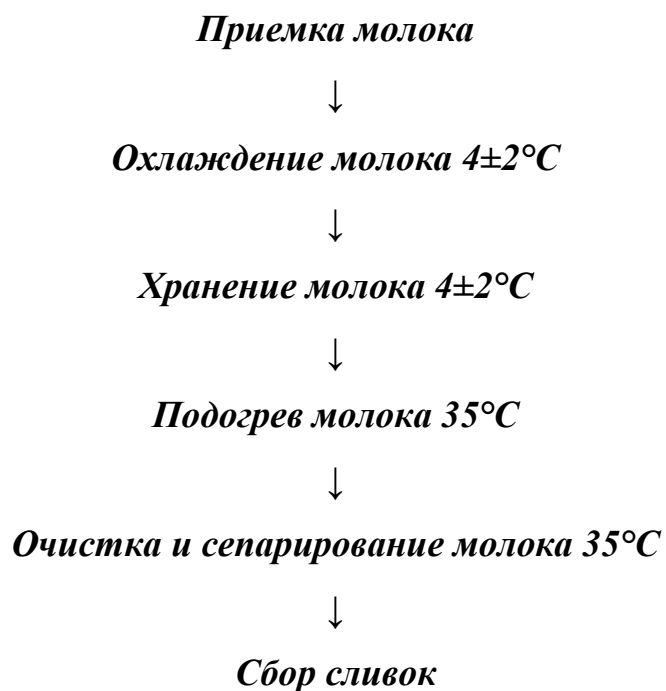 Приемка молока
↓
Охлаждение молока 4±2°С
↓
Хранение молока 4±2°С
↓
Подогрев молока 35°С
↓
Очистка и сепарирование молока 35°С
↓
Сбор сливок